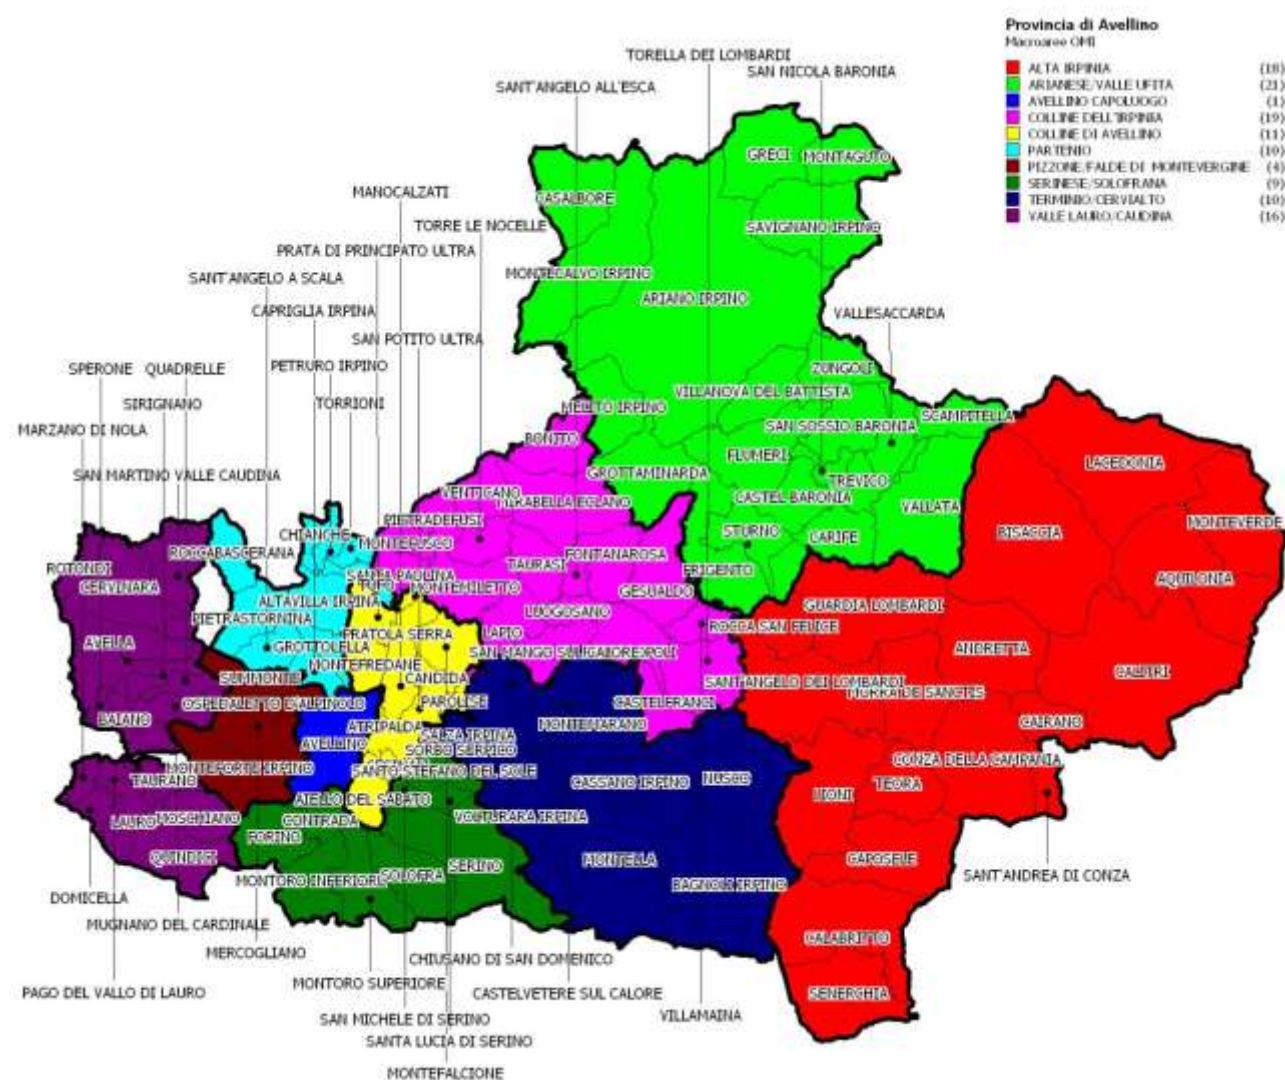 Provincia di Avellino
Macroaree OMI
ALTA IRPINIA (18)
ARIANESE/VALLE UFITA (21)
AVELLINO CAPOLUOGO (1)
COLLINE DELL'IRPINIA (19)
COLLINE DI AVELLINO (11)
PARTENIO (10)
PIZZONE/FALDE DI MONTEVERGINE (4)
SERINESE/SOLOFRANA (9)
TERMINIO/CERVIALTO (10)
VALLE LAURO/CAUDINA (16)
TORELLA DEI LOMBARDI
SAN NICOLA BARONIA
SANT'ANGELO ALL'ESCA
GRECI
MONTAGUTO
MANOCALZATI
CASALBORE
TORRE LE NOCELLE
SAVIGNANO IRPINO
PRATA DI PRINCIPATO ULTRA
SANT'ANGELO A SCALA
MONTECALVO IRPINO
ARIANO IRPINO
CAPRIGLIA IRPINA
VALLESACCARDA
SAN POTITO ULTRA
SPERONE
QUADRELLE
PETRURO IRPINO
ZUNGOLI
VILLANOVA DEL BATTISTA
SIRIGNANO
TORRIONI
MELITO IRPINO
SCAMPITELLA
MARZANO DI NOLA
BONITO
SAN SOSSIO BARONIA
FLUMERI
LACEDONIA
SAN MARTINO VALLE CAUDINA
GROTTAMINARDA
TREVICO
VENTICANO
MIRABELLA ECLANO
CASTEL BARONIA
VALLATA
MONTEVERDE
PIETRADEFUSI
STURNO
CARIFE
BISACCIA
CHIANCHE
MONTEFUSCO
ROCCABASCERANA
FONTANAROSA
ROTONDI
TAURASI
FRIGENTO
CERVINARA
SANTA PAOLINA
TUFO
MONTEMILETTO
GESUALDO
AQUILONIA
ALTAVILLA IRPINA
LUOGOSANO
GUARDIA LOMBARDI
PIETRASTORNINA
LAPIO
ROCCA SAN FELICE
PRATOLA SERRA
AVELLA
GROTTOLELLA
SAN MANGO SUL CALORE
ANDRETTA
MONTEFREDANE
CALITRI
SUMMONTE
CANDIDA
SANT'ANGELO DEI LOMBARDI
MORRA DE SANCTIS
OSPEDALETTO D'ALPINOLO
PAROLISE
CASTELFRANCI
BAIANO
MONTEMARANO
CAIRANO
ATRIPALDA
SALZA IRPINA
AVELLINO
SORBO SERPICO
CONZA DELLA CAMPANIA
MONTEFORTE IRPINO
SANTO STEFANO DEL SOLE
TAURANO
CASSANO IRPINO
NUSCO
TEORA
LIONI
AIELLO DEL SABATO
LAURO
MOSCHIANO
CONTRADA
VOLTURARA IRPINA
FORINO
QUINDICI
MONTELLA
CAPOSELE
SERINO
SOLOFRA
MONTORO INFERIORE
BAGNOLI IRPINO
SANT'ANDREA DI CONZA
DOMICELLA
MUGNANO DEL CARDINALE
CALABRITTO
MERCOGLIANO
CHIUSANO DI SAN DOMENICO
MONTORO SUPERIORE
PAGO DEL VALLO DI LAURO
CASTELVETERE SUL CALORE
SENERCHIA
SAN MICHELE DI SERINO
VILLAMAINA
SANTA LUCIA DI SERINO
MONTEFALCIONE